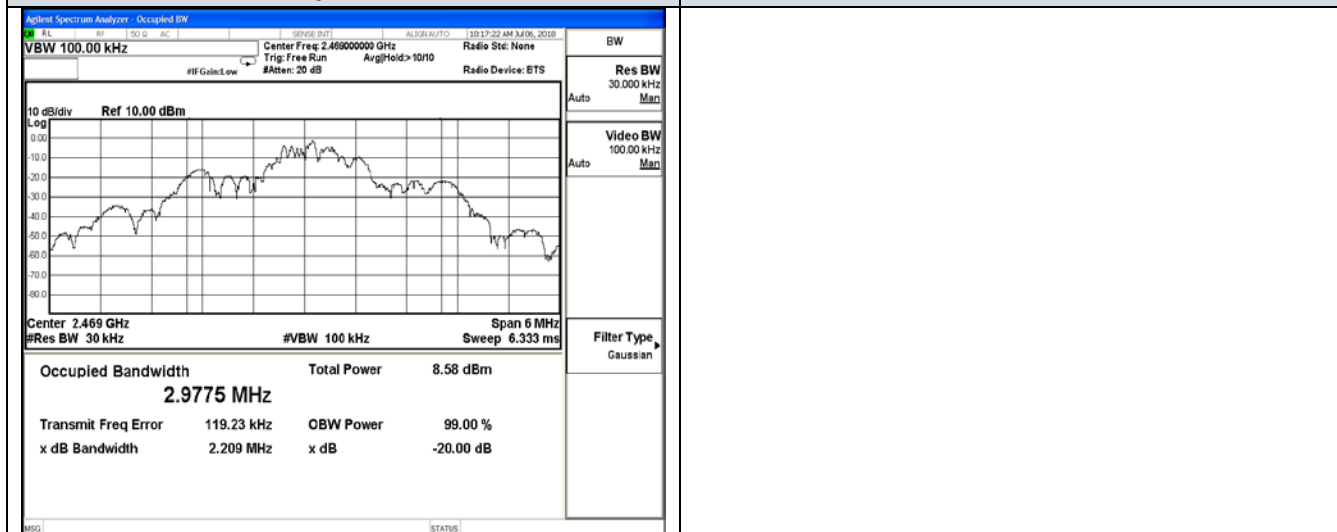 Agilent Spectrum Analyzer - Occupied BW
RL RF 50 Ω AC SENSE:INT ALIGN AUTO 10:17:22 AM Jul 06, 2018
VBW 100.00 kHz Center Freq: 2.469000000 GHz Radio Std: None
Trig: Free Run Avg|Hold:> 10/10
#IFGain:Low #Atten: 20 dB Radio Device: BTS
BW
Res BW
30.000 kHz
Auto Man
Video BW
100.00 kHz
Auto Man
Filter Type
Gaussian
10 dB/div Ref 10.00 dBm
Log
0.00
-10.0
-20.0
-30.0
-40.0
-50.0
-60.0
-70.0
-80.0
Center 2.469 GHz Span 6 MHz
#Res BW 30 kHz #VBW 100 kHz Sweep 6.333 ms
Occupied Bandwidth Total Power 8.58 dBm
2.9775 MHz
Transmit Freq Error 119.23 kHz OBW Power 99.00 %
x dB Bandwidth 2.209 MHz x dB -20.00 dB
MSG STATUS